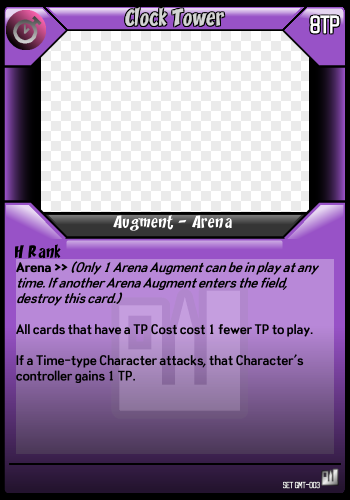 Clock Tower
8TP
Augment - Arena
H Rank
Arena >> (Only 1 Arena Augment can be in play at any
time. If another Arena Augment enters the field,
destroy this card.)
All cards that have a TP Cost cost 1 fewer TP to play.
If a Time-type Character attacks, that Character's
controller gains 1 TP.
SET GMT-003